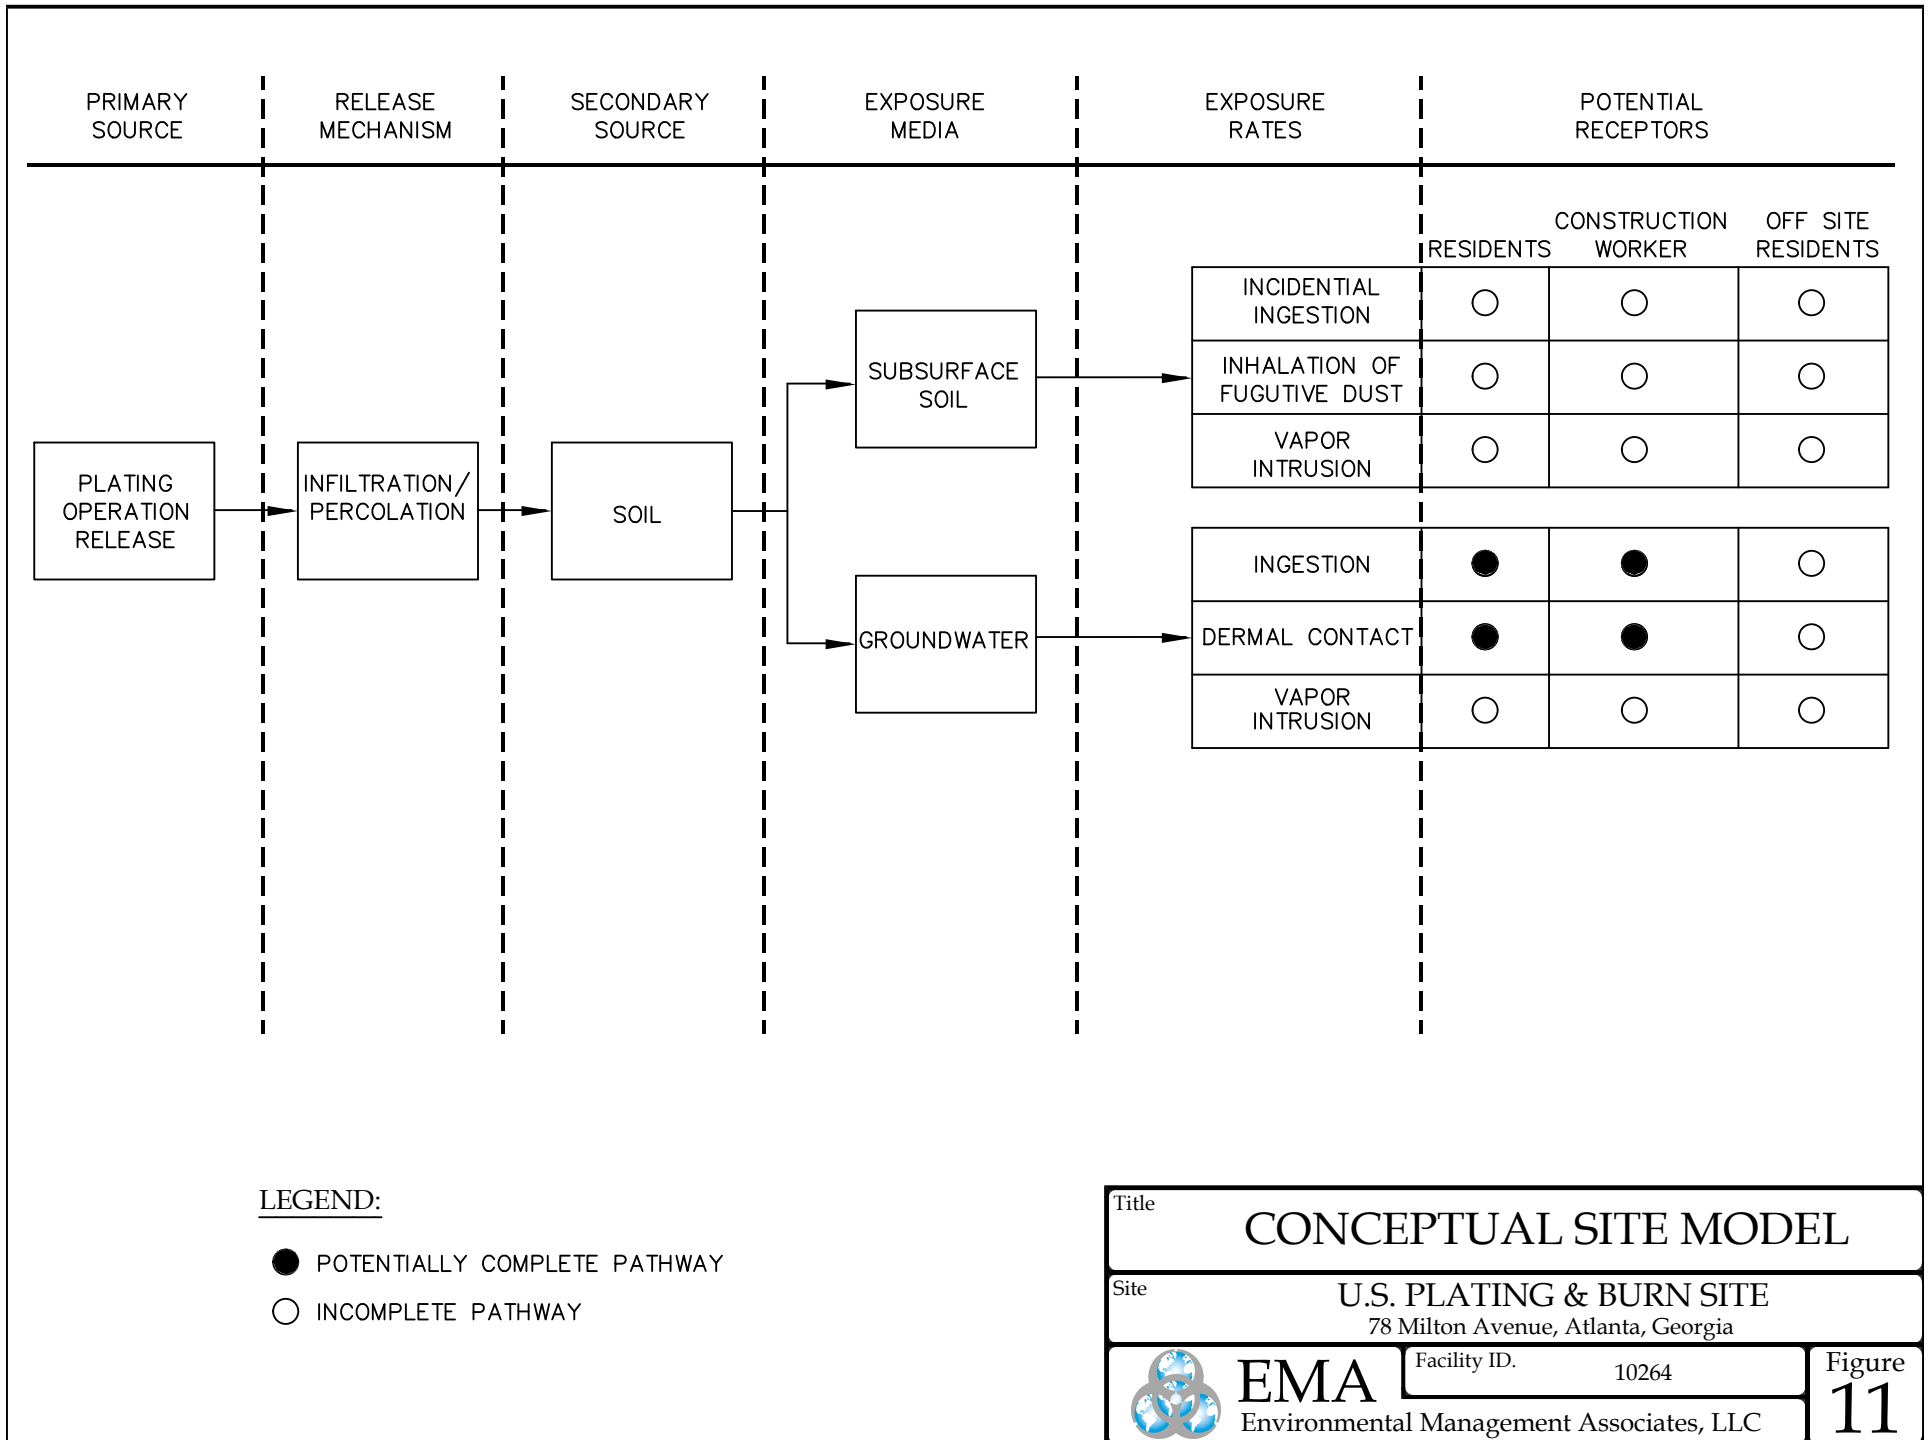 PRIMARY
SOURCE
RELEASE
MECHANISM
SECONDARY
SOURCE
EXPOSURE
MEDIA
EXPOSURE
RATES
POTENTIAL
RECEPTORS
RESIDENTS
CONSTRUCTION
WORKER
OFF SITE
RESIDENTS
PLATING
OPERATION
RELEASE
INFILTRATION/
PERCOLATION
SOIL
SUBSURFACE
SOIL
INCIDENTIAL
INGESTION
INHALATION OF
FUGUTIVE DUST
VAPOR
INTRUSION
GROUNDWATER
INGESTION
DERMAL CONTACT
VAPOR
INTRUSION
LEGEND:
POTENTIALLY COMPLETE PATHWAY
INCOMPLETE PATHWAY
Title
CONCEPTUAL SITE MODEL
Site
U.S. PLATING & BURN SITE
78 Milton Avenue, Atlanta, Georgia
EMA
Environmental Management Associates, LLC
Facility ID.
10264
Figure
11